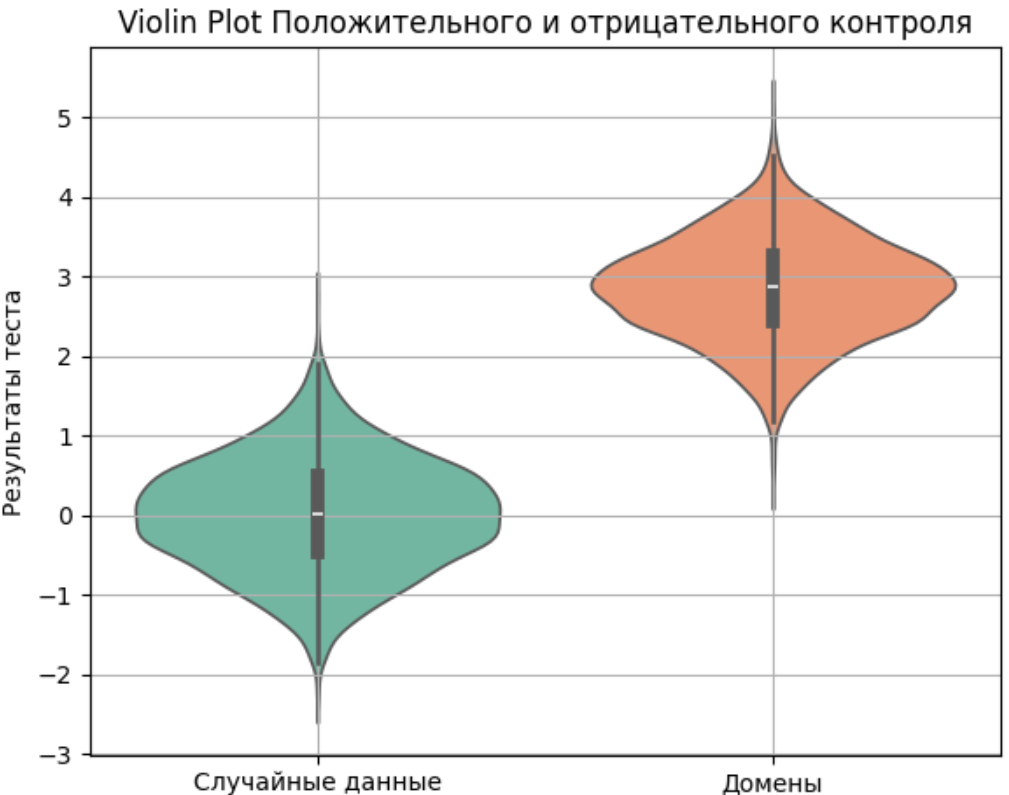 Violin Plot Положительного и отрицательного контроля
Результаты теста
5
4
3
2
1
0
−1
−2
−3
Случайные данные
Домены